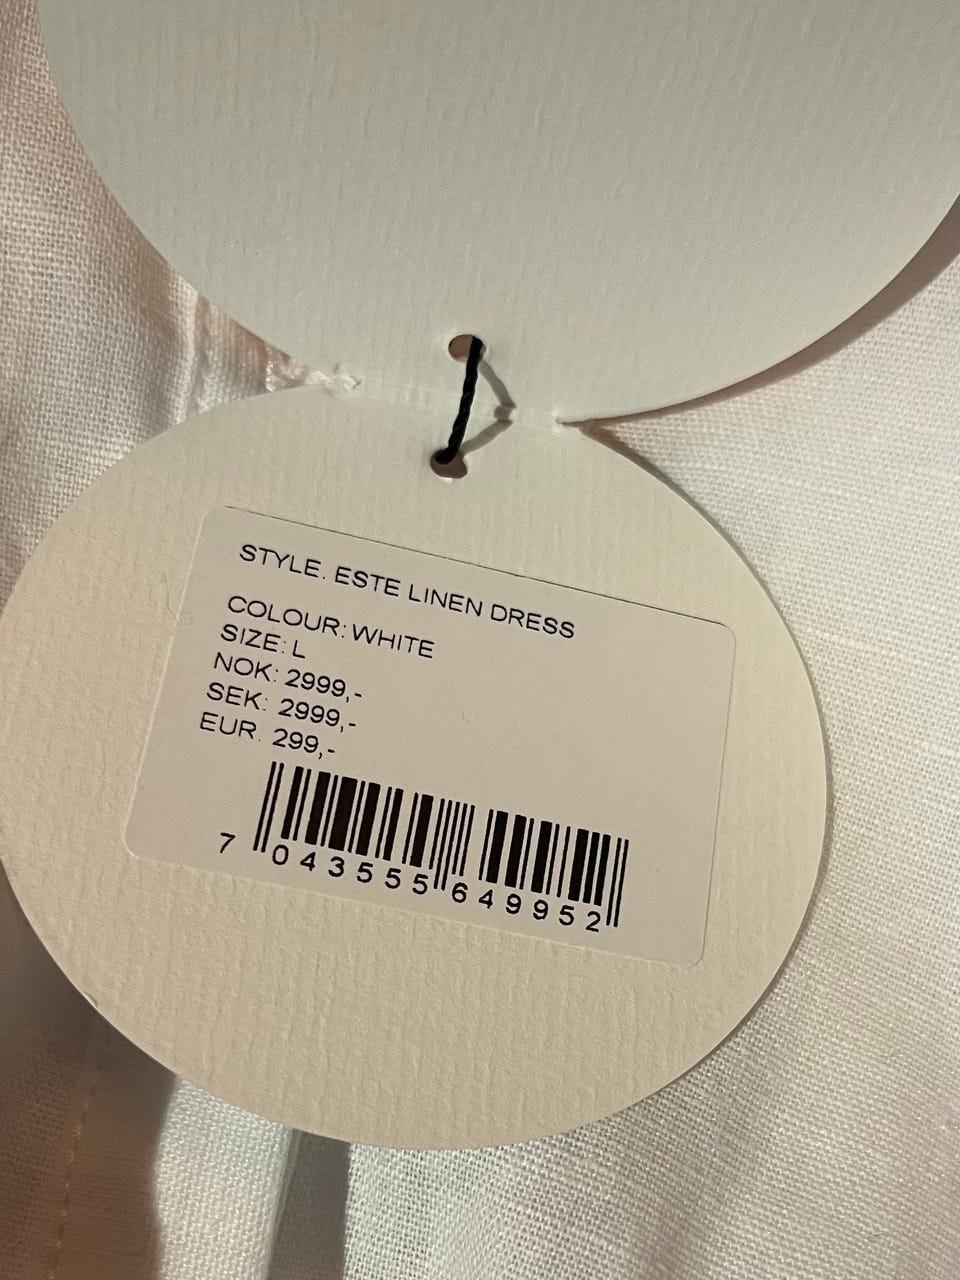 STYLE. ESTE LINEN DRESS
COLOUR: WHITE
SIZE: L
NOK: 2999,-
SEK: 2999,-
EUR. 299,-
7 043555 649952